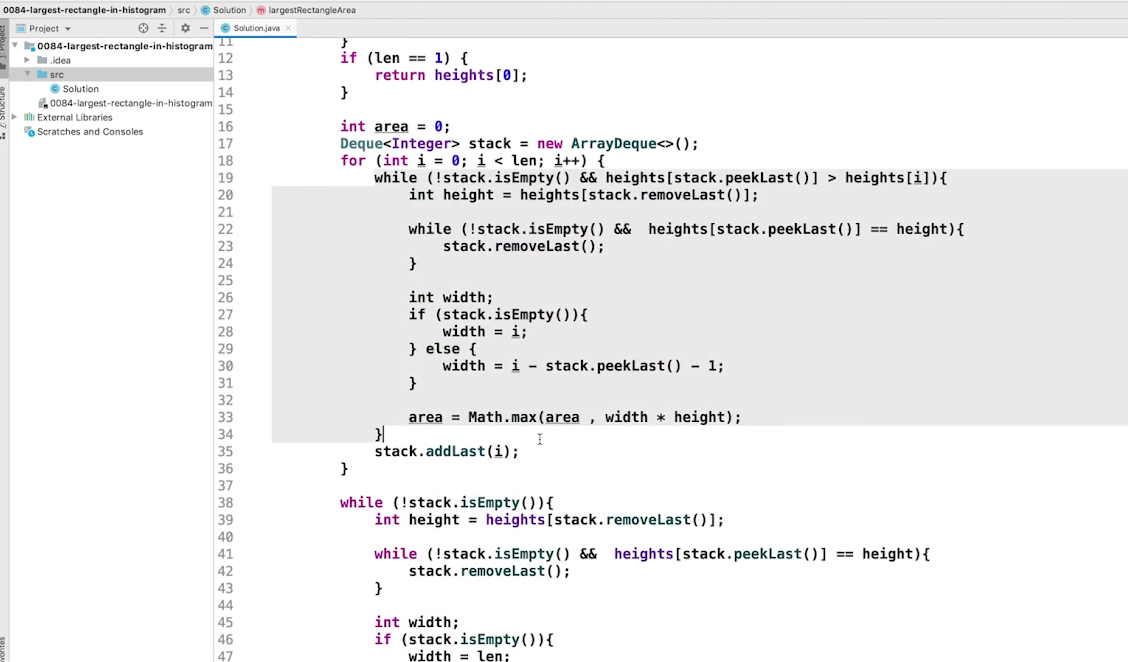 0084-largest-rectangle-in-histogram
src
Solution
largestRectangleArea
Project
Solution.java
1: Project
0084-largest-rectangle-in-histogram
.idea
src
Solution
0084-largest-rectangle-in-histogram
External Libraries
Scratches and Consoles
Z: Structure
11 }
12 if (len == 1) {
13 return heights[0];
14 }
15
16 int area = 0;
17 Deque<Integer> stack = new ArrayDeque<>();
18 for (int i = 0; i < len; i++) {
19 while (!stack.isEmpty() && heights[stack.peekLast()] > heights[i]){
20 int height = heights[stack.removeLast()];
21
22 while (!stack.isEmpty() &&  heights[stack.peekLast()] == height){
23 stack.removeLast();
24 }
25
26 int width;
27 if (stack.isEmpty()){
28 width = i;
29 } else {
30 width = i - stack.peekLast() - 1;
31 }
32
33 area = Math.max(area , width * height);
34 }
35 stack.addLast(i);
36 }
37
38 while (!stack.isEmpty()){
39 int height = heights[stack.removeLast()];
40
41 while (!stack.isEmpty() &&  heights[stack.peekLast()] == height){
42 stack.removeLast();
43 }
44
45 int width;
46 if (stack.isEmpty()){
47 width = len;